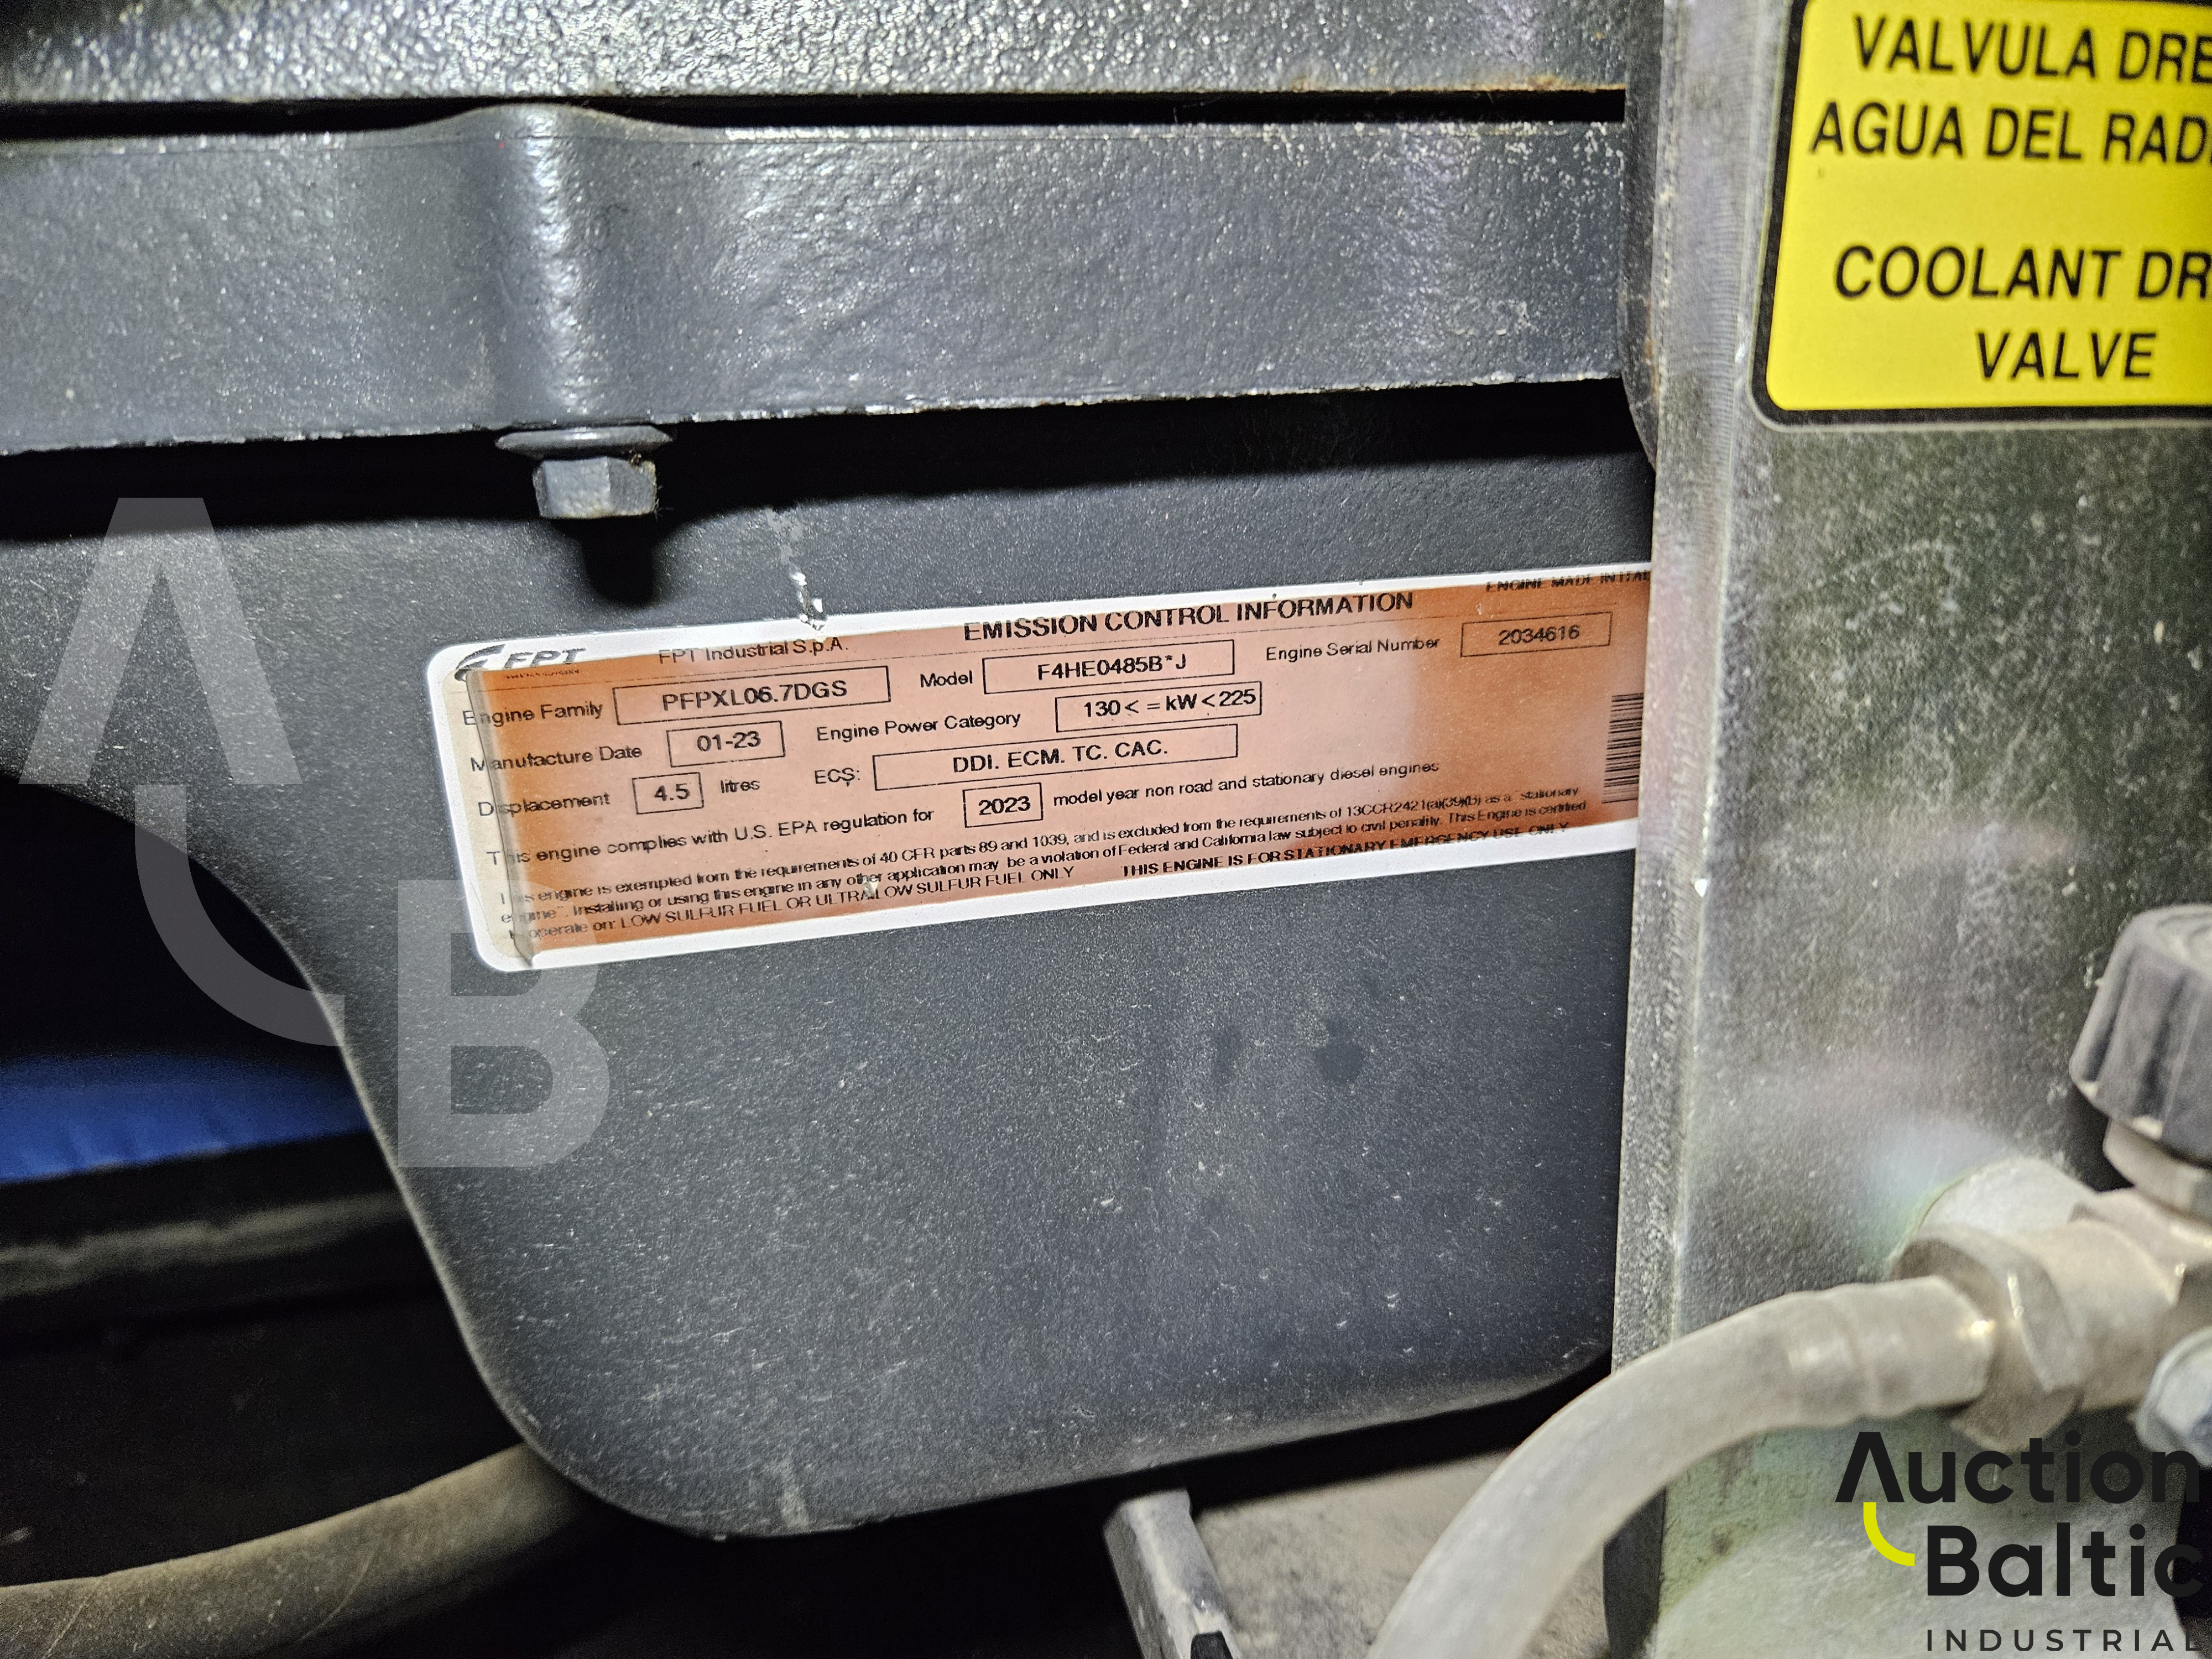 VALVULA DRE
AGUA DEL RAD
COOLANT DR
VALVE
ENGINE MADE IN ITAL
FPT FPT Industrial S.p.A. EMISSION CONTROL INFORMATION
Engine Family PFPXL06.7DGS Model F4HE0485B*J Engine Serial Number 2034616
Manufacture Date 01-23 Engine Power Category 130< = kW<225
Displacement 4.5 litres ECS: DDI. ECM. TC. CAC.
This engine complies with U.S. EPA regulation for 2023 model year non road and stationary diesel engines
This engine is exempted from the requirements of 40 CFR parts 89 and 1039, and is excluded from the requirements of 13CCR2421(a)(39)(b) as a "stationary
engine". Installing or using this engine in any other application may be a violation of Federal and California law subject to civil penality. This Engine is certified
to operate on: LOW SULFUR FUEL OR ULTRA LOW SULFUR FUEL ONLY THIS ENGINE IS FOR STATIONARY EMERGENCY USE ONLY
AB
Auction
Baltic
INDUSTRIAL